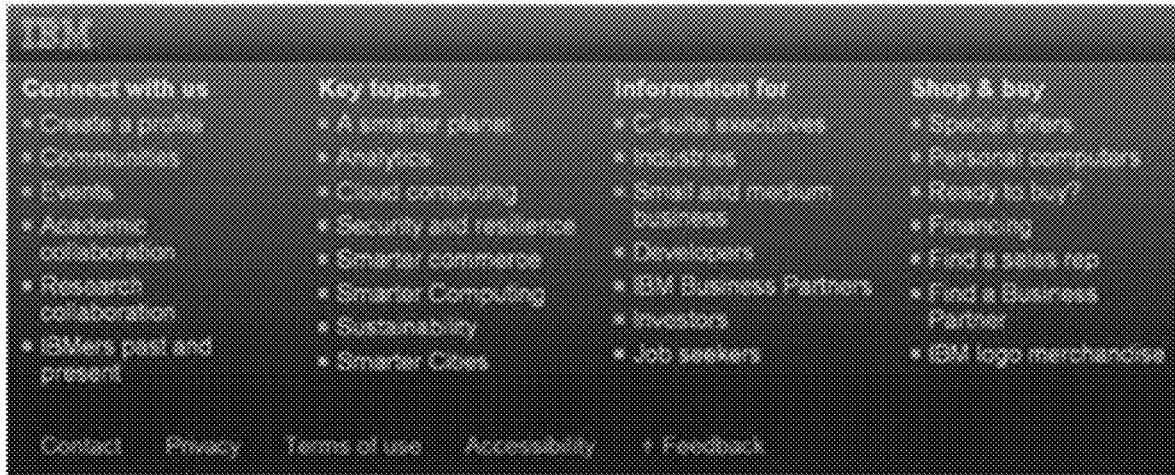 IBM
Connect with us
• Create a profile
• Communities
• Events
• Academic
collaboration
• Research
collaboration
• IBMers past and
present
Key topics
• A smarter planet
• Analytics
• Cloud computing
• Security and resilience
• Smarter commerce
• Smarter Computing
• Sustainability
• Smarter Cities
Information for
• C-suite executives
• Industries
• Small and medium
business
• Developers
• IBM Business Partners
• Investors
• Job seekers
Shop & buy
• Special offers
• Personal computers
• Ready to buy?
• Financing
• Find a sales rep
• Find a Business
Partner
• IBM logo merchandise
Contact Privacy Terms of use Accessibility Feedback